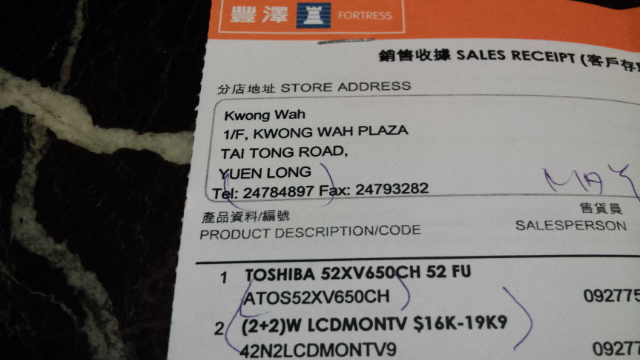 豐澤 FORTRESS
銷售收據 SALES RECEIPT (客戶存
分店地址 STORE ADDRESS
Kwong Wah
1/F, KWONG WAH PLAZA
TAI TONG ROAD,
YUEN LONG
Tel: 24784897 Fax: 24793282
MAY
產品資料/編號 售貨員
PRODUCT DESCRIPTION/CODE SALESPERSON
1 TOSHIBA 52XV650CH 52 FU
ATOS52XV650CH 092775
2 (2+2)W LCDMONTV $16K-19K9
42N2LCDMONTV9 09277